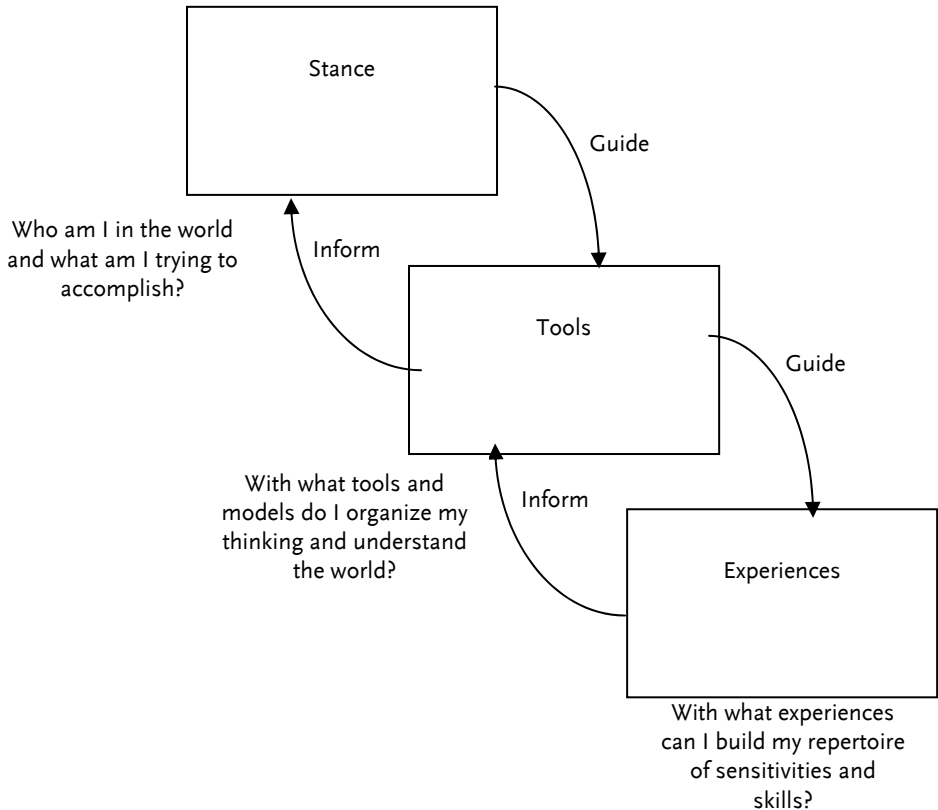 Stance
Guide
Who am I in the world
and what am I trying to
accomplish?
Inform
Tools
Guide
With what tools and
models do I organize my
thinking and understand
the world?
Inform
Experiences
With what experiences
can I build my repertoire
of sensitivities and
skills?